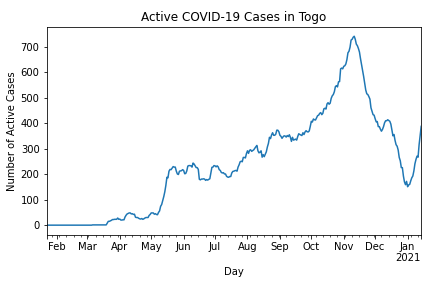 Active COVID-19 Cases in Togo
Number of Active Cases
700
600
500
400
300
200
100
0
Feb Mar Apr May Jun Jul Aug Sep Oct Nov Dec Jan
2021
Day